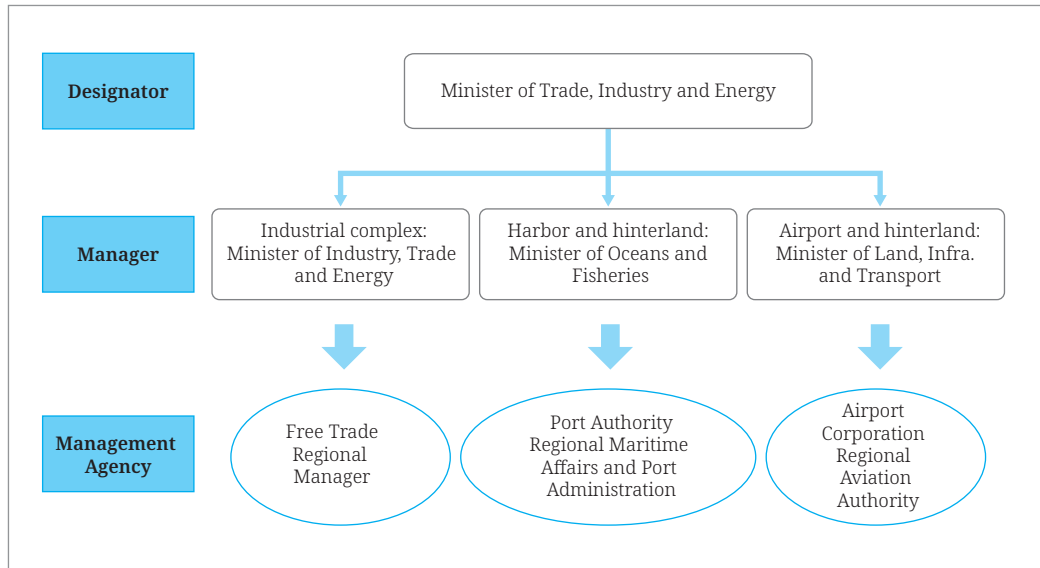 Designator
Minister of Trade, Industry and Energy
Manager
Industrial complex:
Minister of Industry, Trade
and Energy
Harbor and hinterland:
Minister of Oceans and
Fisheries
Airport and hinterland:
Minister of Land, Infra.
and Transport
Management
Agency
Free Trade
Regional
Manager
Port Authority
Regional Maritime
Affairs and Port
Administration
Airport
Corporation
Regional
Aviation
Authority